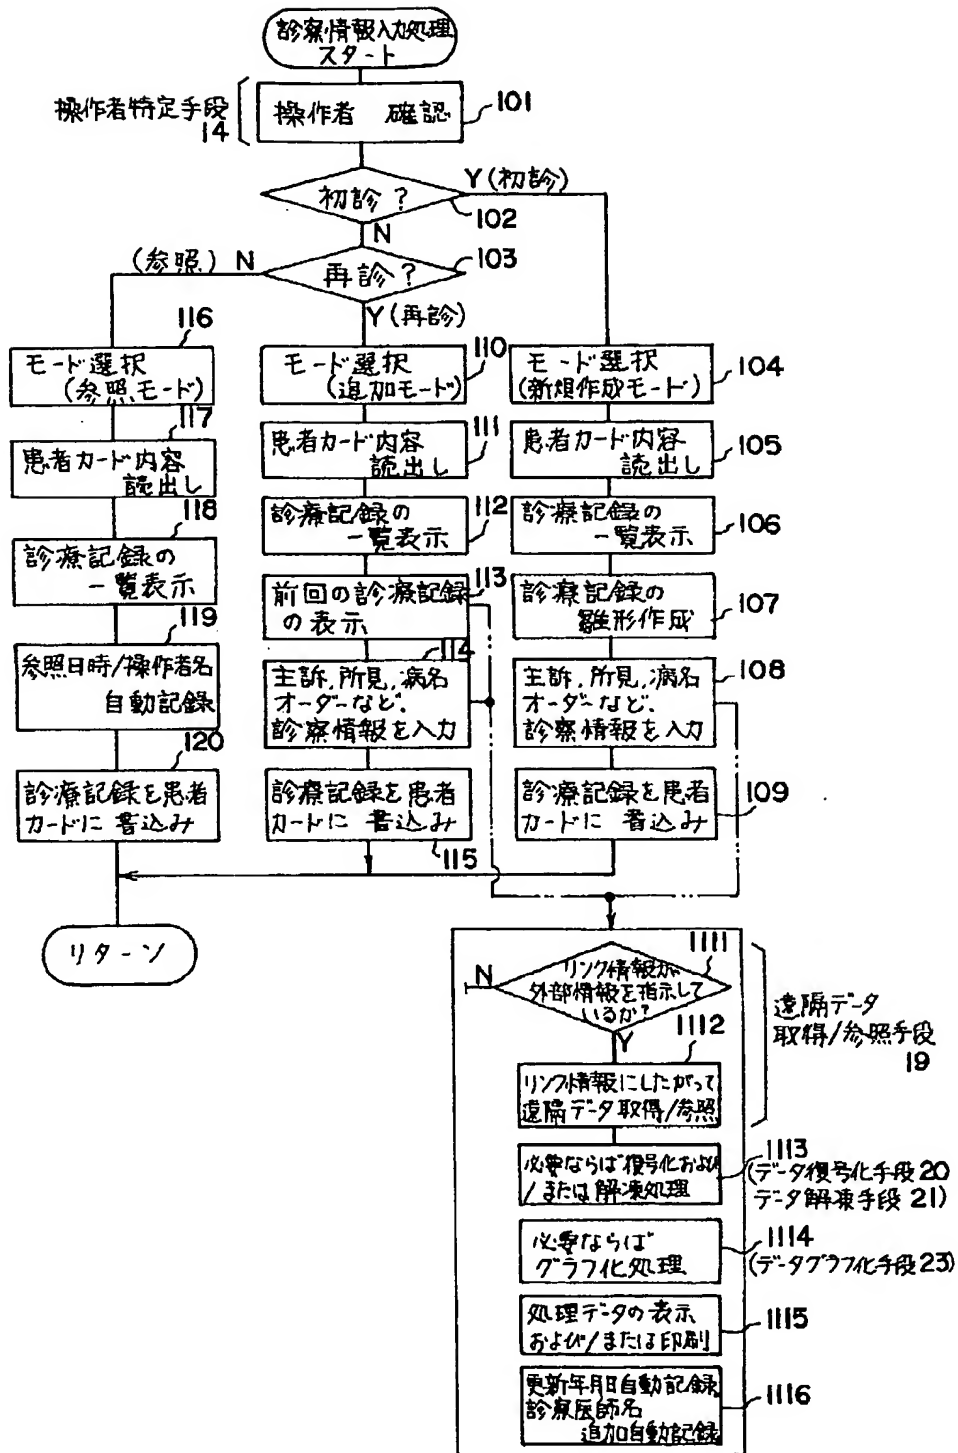 診察情報入力処理
スタート
操作者特定手段
14
操作者 確認
101
初診？
Y(初診)
102
N
再診？
103
(参照) N
Y(再診)
116
モード選択
(参照モード)
117
患者カード内容
読出し
118
診療記録の
一覧表示
119
参照日時/操作者名
自動記録
120
診療記録を患者
カードに書込み
モード選択
(追加モード)
110
患者カード内容
読出し
111
診療記録の
一覧表示
112
前回の診療記録
の表示
113
114
主訴,所見,病名
オーダーなど,
診察情報を入力
診療記録を患者
カードに書込み
115
モード選択
(新規作成モード)
104
患者カード内容
読出し
105
診療記録の
一覧表示
106
診療記録の
雛形作成
107
主訴,所見,病名
オーダーなど,
診察情報を入力
108
診療記録を患者
カードに書込み
109
リターン
1111
リンク情報が
外部情報を指示して
いるか？
N
Y
遠隔データ
取得/参照手段
19
1112
リンク情報にしたがって
遠隔データ取得/参照
必要ならば復号化および
/または解凍処理
1113
(データ復号化手段20
データ解凍手段21)
必要ならば
グラフ化処理
1114
(データグラフ化手段23)
処理データの表示
および/または印刷
1115
更新年月日自動記録
診察医師名
追加自動記録
1116